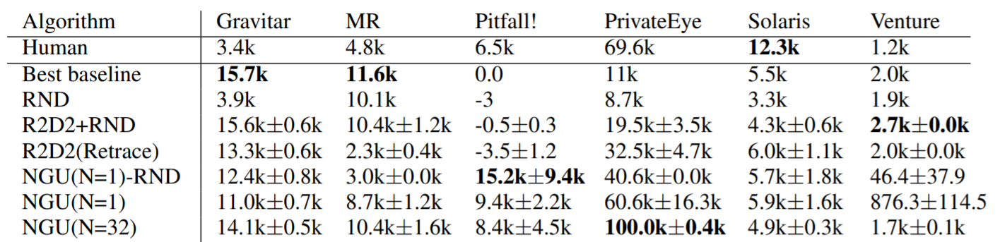 Algorithm Gravitar MR Pitfall! PrivateEye Solaris Venture
Human 3.4k 4.8k 6.5k 69.6k 12.3k 1.2k
Best baseline 15.7k 11.6k 0.0 11k 5.5k 2.0k
RND 3.9k 10.1k -3 8.7k 3.3k 1.9k
R2D2+RND 15.6k±0.6k 10.4k±1.2k -0.5±0.3 19.5k±3.5k 4.3k±0.6k 2.7k±0.0k
R2D2(Retrace) 13.3k±0.6k 2.3k±0.4k -3.5±1.2 32.5k±4.7k 6.0k±1.1k 2.0k±0.0k
NGU(N=1)-RND 12.4k±0.8k 3.0k±0.0k 15.2k±9.4k 40.6k±0.0k 5.7k±1.8k 46.4±37.9
NGU(N=1) 11.0k±0.7k 8.7k±1.2k 9.4k±2.2k 60.6k±16.3k 5.9k±1.6k 876.3±114.5
NGU(N=32) 14.1k±0.5k 10.4k±1.6k 8.4k±4.5k 100.0k±0.4k 4.9k±0.3k 1.7k±0.1k